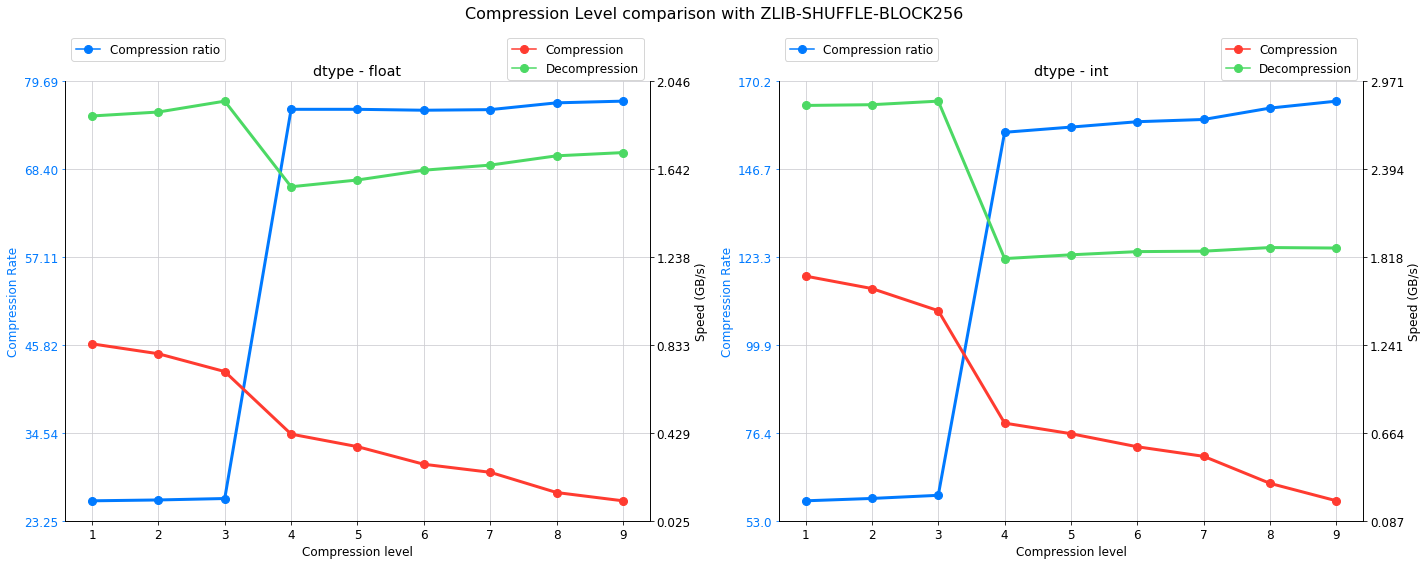 Compression Level comparison with ZLIB-SHUFFLE-BLOCK256
Compression ratio
Compression
Decompression
dtype - float
79.69
68.40
57.11
45.82
34.54
23.25
Compression Rate
2.046
1.642
1.238
0.833
0.429
0.025
Speed (GB/s)
1 2 3 4 5 6 7 8 9
Compression level
Compression ratio
Compression
Decompression
dtype - int
170.2
146.7
123.3
99.9
76.4
53.0
Compression Rate
2.971
2.394
1.818
1.241
0.664
0.087
Speed (GB/s)
1 2 3 4 5 6 7 8 9
Compression level